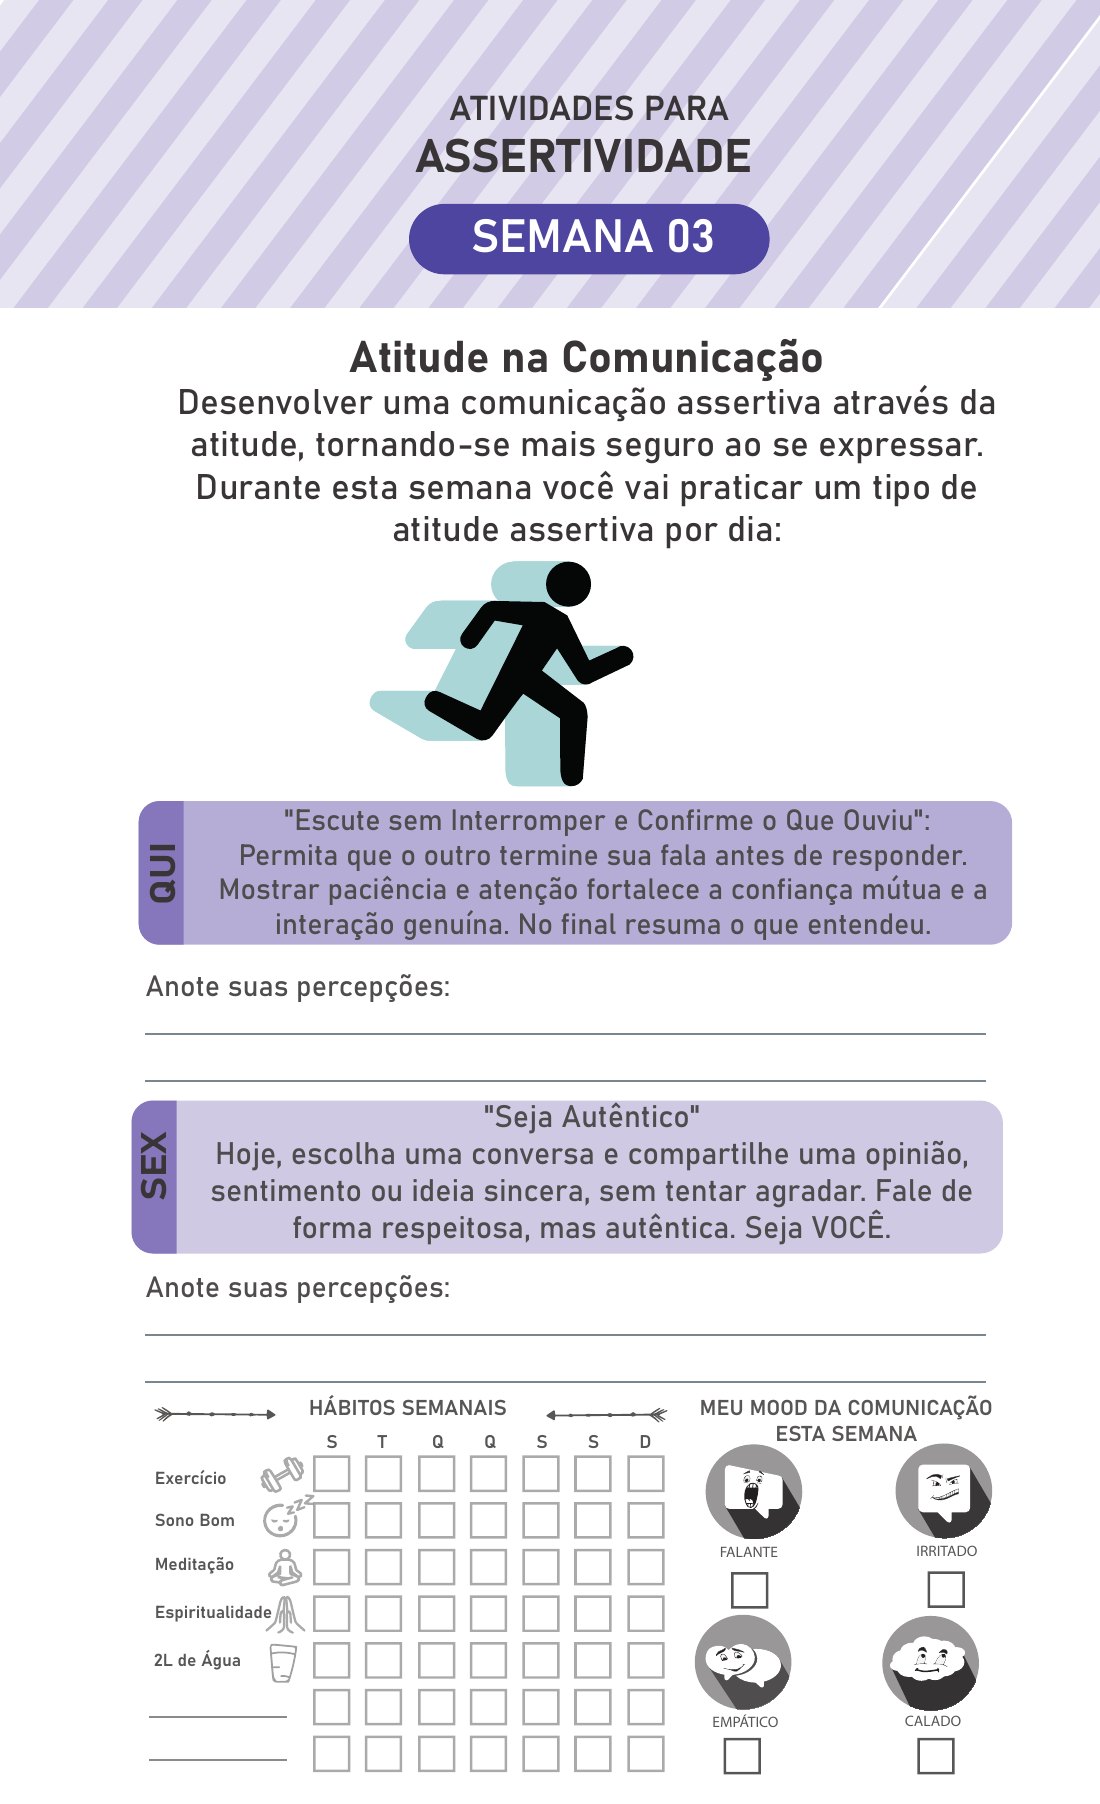 ATIVIDADES PARA
ASSERTIVIDADE
SEMANA 03
Atitude na Comunicação
Desenvolver uma comunicação assertiva através da
atitude, tornando-se mais seguro ao se expressar.
Durante esta semana você vai praticar um tipo de
atitude assertiva por dia:
QUI
"Escute sem Interromper e Confirme o Que Ouviu":
Permita que o outro termine sua fala antes de responder.
Mostrar paciência e atenção fortalece a confiança mútua e a
interação genuína. No final resuma o que entendeu.
Anote suas percepções:
SEX
"Seja Autêntico"
Hoje, escolha uma conversa e compartilhe uma opinião,
sentimento ou ideia sincera, sem tentar agradar. Fale de
forma respeitosa, mas autêntica. Seja VOCÊ.
Anote suas percepções:
HÁBITOS SEMANAIS
S T Q Q S S D
Exercício
Sono Bom
Meditação
Espiritualidade
2L de Água
MEU MOOD DA COMUNICAÇÃO
ESTA SEMANA
FALANTE
IRRITADO
EMPÁTICO
CALADO